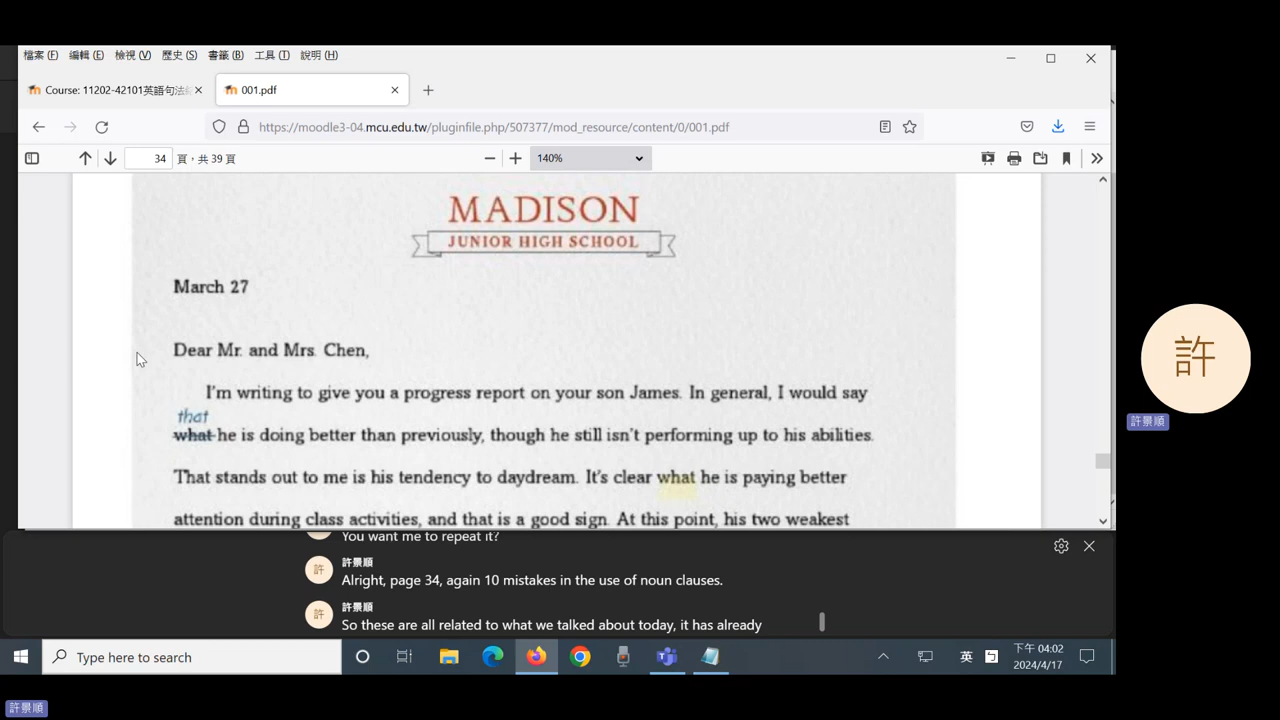 檔案 (F) 編輯 (E) 檢視 (V) 歷史 (S) 書籤 (B) 工具 (T) 說明 (H)
Course: 11202-42101英語句法結
001.pdf
https://moodle3-04.mcu.edu.tw/pluginfile.php/507377/mod_resource/content/0/001.pdf
34 頁，共 39 頁
140%
MADISON
JUNIOR HIGH SCHOOL
March 27
Dear Mr. and Mrs. Chen,
I'm writing to give you a progress report on your son James. In general, I would say
that
what he is doing better than previously, though he still isn't performing up to his abilities.
That stands out to me is his tendency to daydream. It's clear what he is paying better
attention during class activities, and that is a good sign. At this point, his two weakest
許
許景順
You want me to repeat it?
許景順
許
Alright, page 34, again 10 mistakes in the use of noun clauses.
許景順
許
So these are all related to what we talked about today, it has already
Type here to search
英
下午 04:02
2024/4/17
許景順